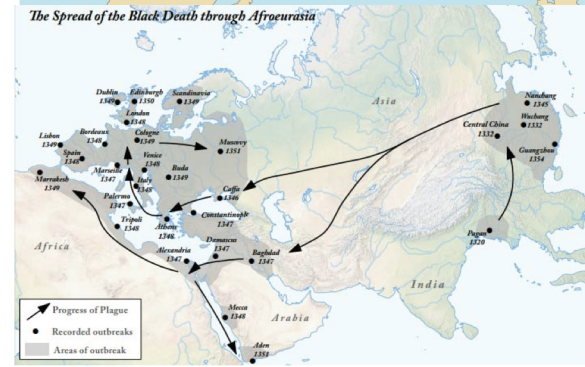 The Spread of the Black Death through Afroeurasia
Dublin
1349
Edinburgh
1350
Scandinavia
1349
London
1348
Cologne
1349
Bordeaux
1348
Lisbon
1349
Spain
1348
Marseille
1347
Venice
1348
Italy
1348
Buda
1349
Muscovy
1351
Marrakesh
1349
Palermo
1347
Tripoli
1348
Athens
1348
Caffa
1346
Constantinople
1347
Damascus
1347
Alexandria
1347
Baghdad
1347
Mecca
1348
Aden
1351
Asia
Africa
Arabia
India
Nanchang
1345
Wuchang
1332
Central China
1332
Guangzhou
1354
Pagan
1320
Progress of Plague
Recorded outbreaks
Areas of outbreak